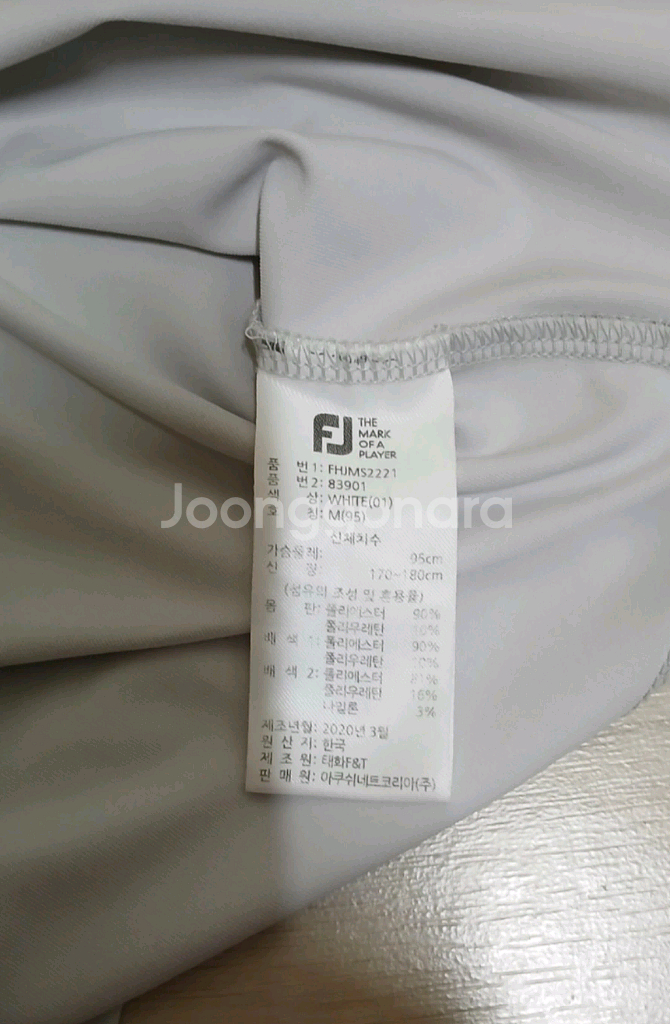 FJ THE
MARK
OF A
PLAYER
품 번1: FHJMS2221
품 번2: 83901
색 상: WHITE(01)
호 칭: M(95)
신체치수
가슴둘레: 95cm
신 장: 170~180cm
(섬유의 조성 및 혼용율)
몸 판: 폴리에스터 90%
폴리우레탄 10%
배 색 1: 폴리에스터 90%
폴리우레탄 10%
배 색 2: 폴리에스터 81%
폴리우레탄 16%
나일론 3%
제조년월: 2020년 3월
원 산 지: 한국
제 조 원: 태화F&T
판 매 원: 아쿠쉬네트코리아(주)
Joonggonara